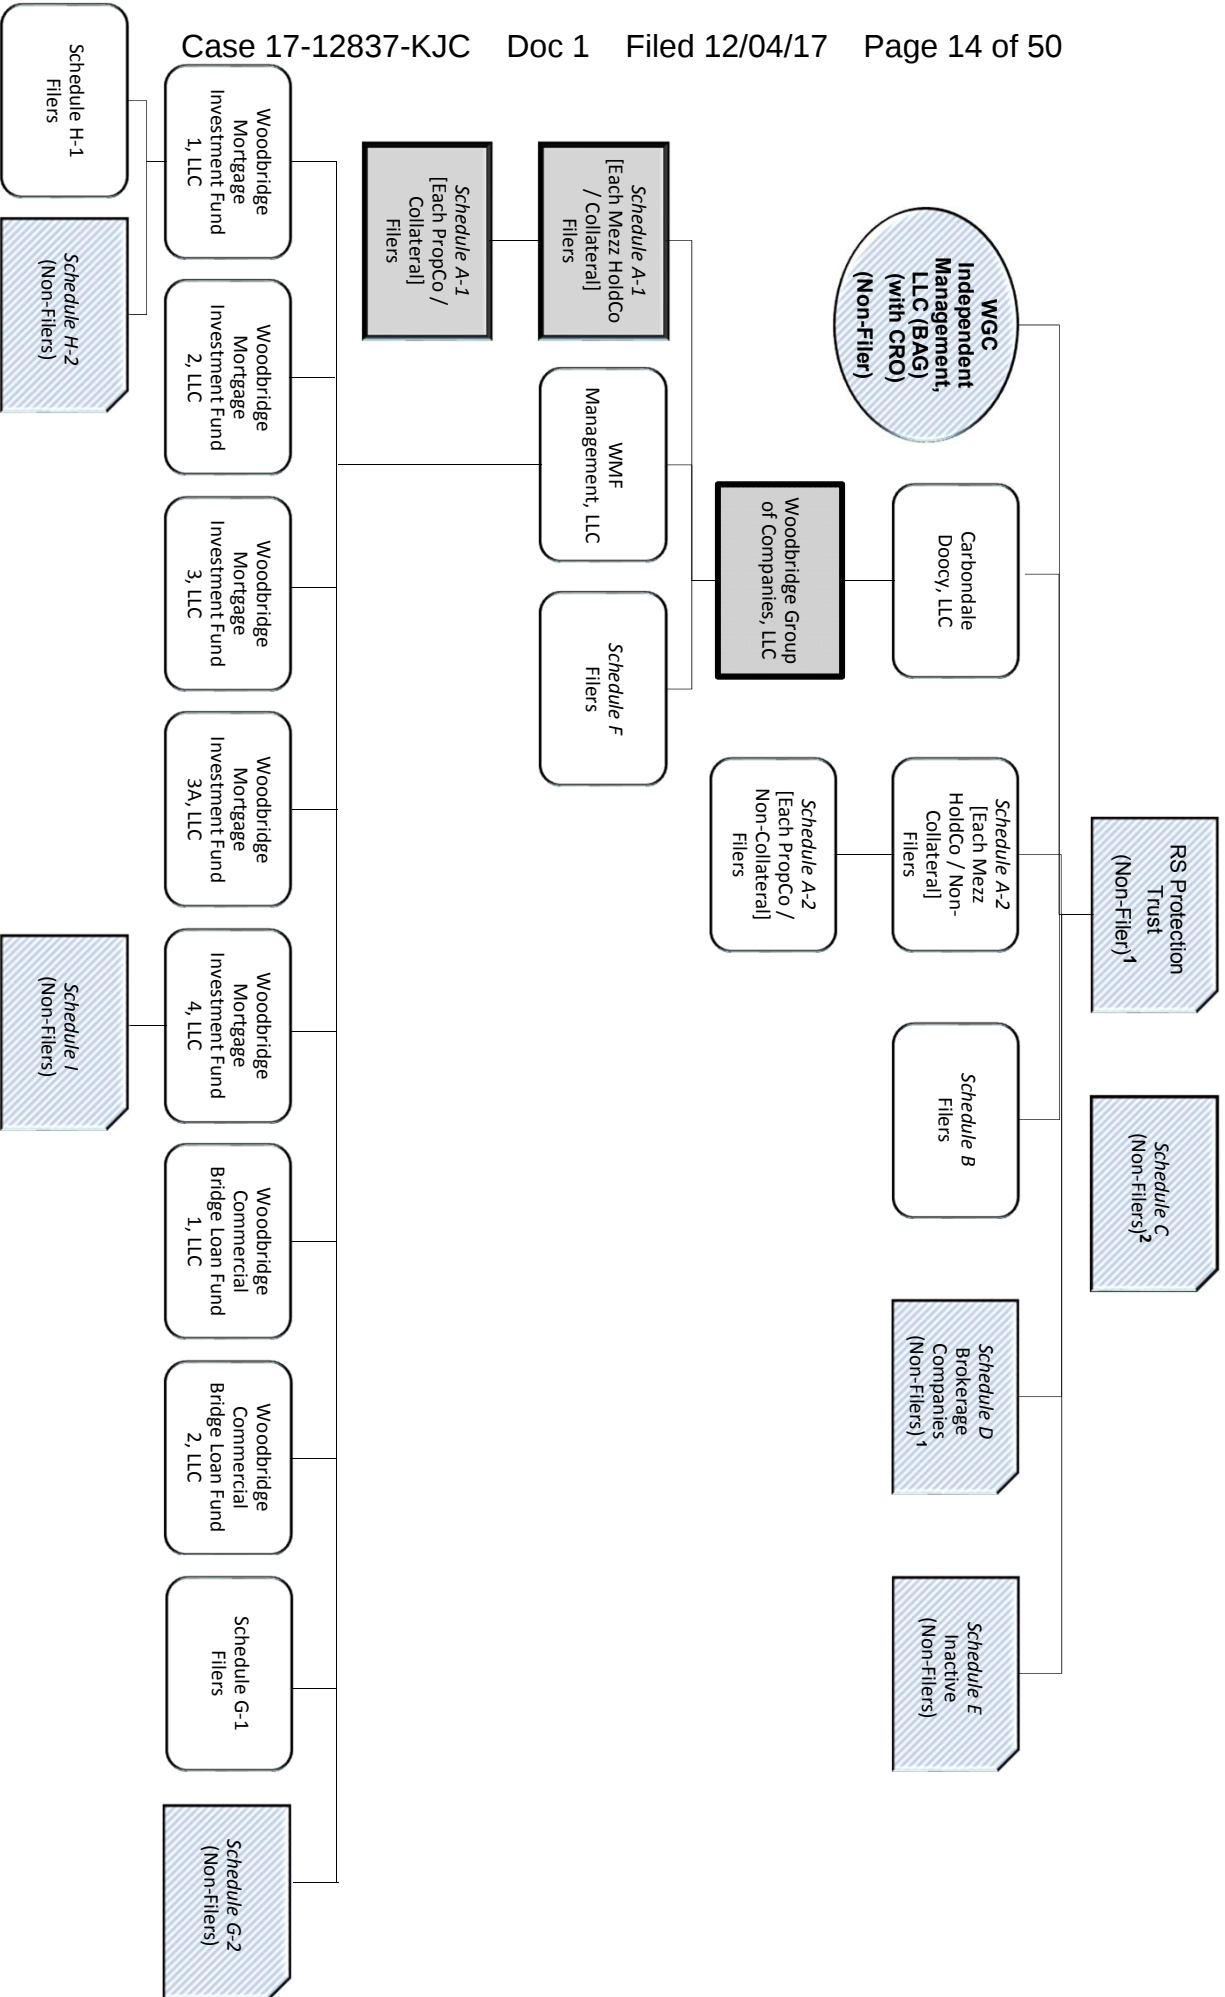 Case 17-12837-KJC Doc 1 Filed 12/04/17 Page 14 of 50
RS Protection
Trust
(Non-Filer)¹
Schedule C
(Non-Filers)²
WGC
Independent
Management,
LLC (BAG)
(with CRO)
(Non-Filer)
Carbondale
Doocy, LLC
Schedule A-2
[Each Mezz
HoldCo / Non-
Collateral]
Filers
Schedule B
Filers
Schedule D
Brokerage
Companies
(Non-Filers) ¹
Schedule E
Inactive
(Non-Filers)
Woodbridge Group
of Companies, LLC
Schedule A-2
[Each PropCo /
Non-Collateral]
Filers
Schedule A-1
[Each Mezz HoldCo
/ Collateral]
Filers
WMF
Management, LLC
Schedule F
Filers
Schedule A-1
[Each PropCo /
Collateral]
Filers
Woodbridge
Mortgage
Investment Fund
1, LLC
Woodbridge
Mortgage
Investment Fund
2, LLC
Woodbridge
Mortgage
Investment Fund
3, LLC
Woodbridge
Mortgage
Investment Fund
3A, LLC
Woodbridge
Mortgage
Investment Fund
4, LLC
Woodbridge
Commercial
Bridge Loan Fund
1, LLC
Woodbridge
Commercial
Bridge Loan Fund
2, LLC
Schedule G-1
Filers
Schedule G-2
(Non-Filers)
Schedule H-1
Filers
Schedule H-2
(Non-Filers)
Schedule I
(Non-Filers)